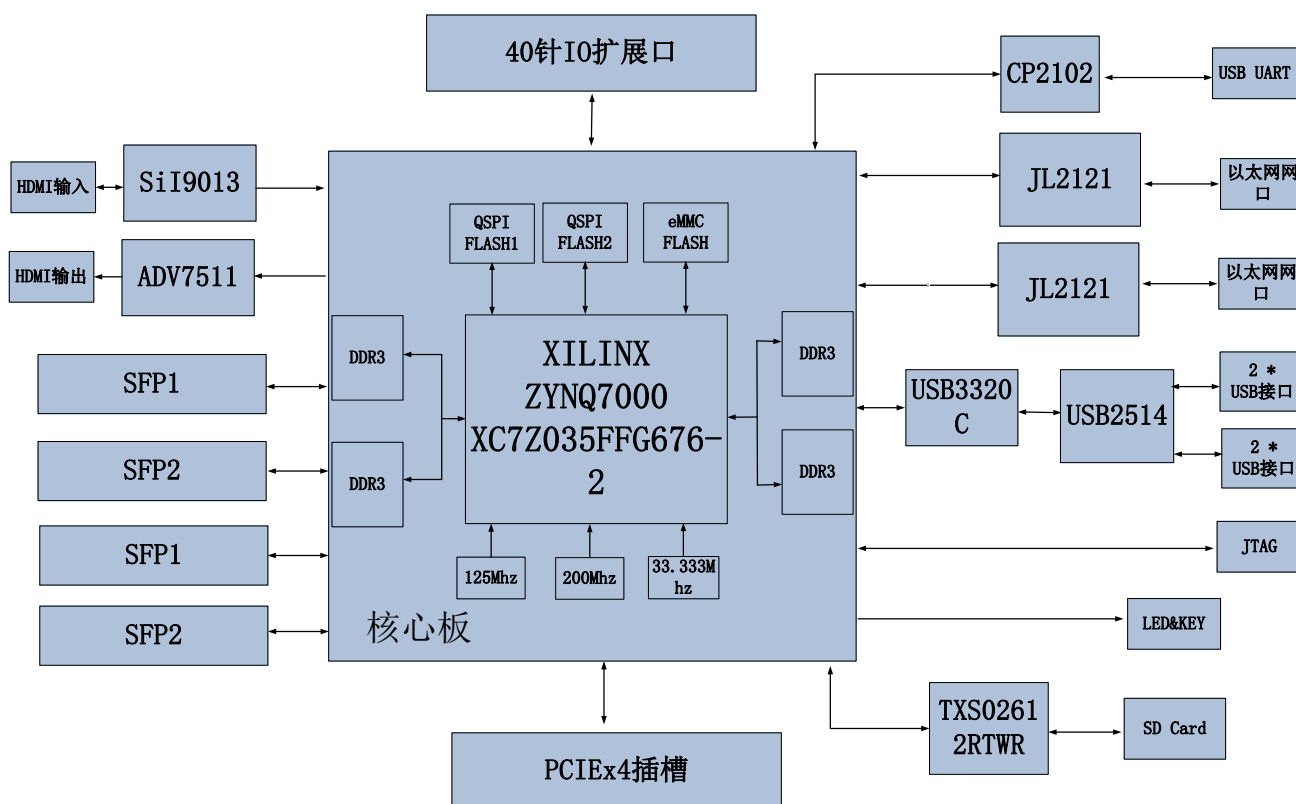 40针IO扩展口
CP2102
USB UART
HDMI输入
SiI9013
JL2121
以太网网
口
QSPI
FLASH1
QSPI
FLASH2
eMMC
FLASH
HDMI输出
ADV7511
JL2121
以太网网
口
DDR3
XILINX
ZYNQ7000
XC7Z035FFG676-
2
DDR3
SFP1
USB3320
C
USB2514
2 *
USB接口
SFP2
DDR3
DDR3
2 *
USB接口
SFP1
125Mhz
200Mhz
33.333M
hz
JTAG
SFP2
核心板
LED&KEY
TXS0261
2RTWR
SD Card
PCIEx4插槽